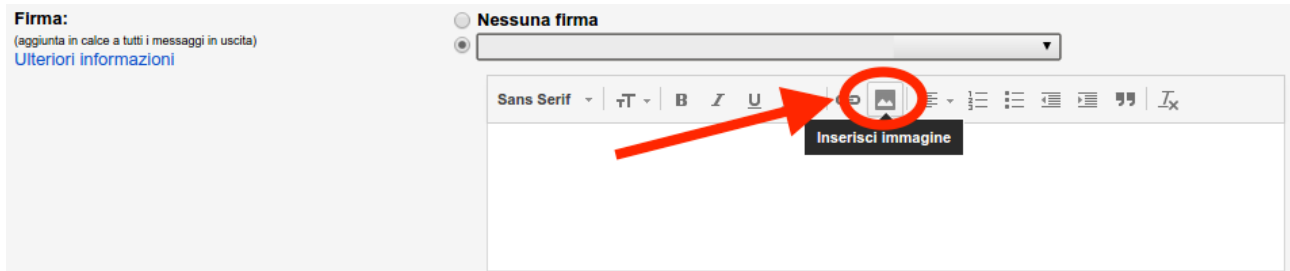 Firma:
(aggiunta in calce a tutti i messaggi in uscita)
Ulteriori informazioni
Nessuna firma
Sans Serif
B I U
Inserisci immagine